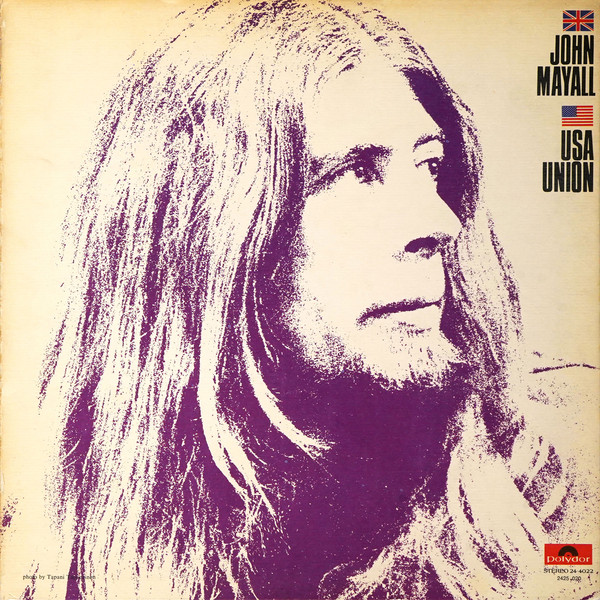 JOHN
MAYALL
USA
UNION
Polydor
STEREO 24-4022
2425 020
photo by Tapani